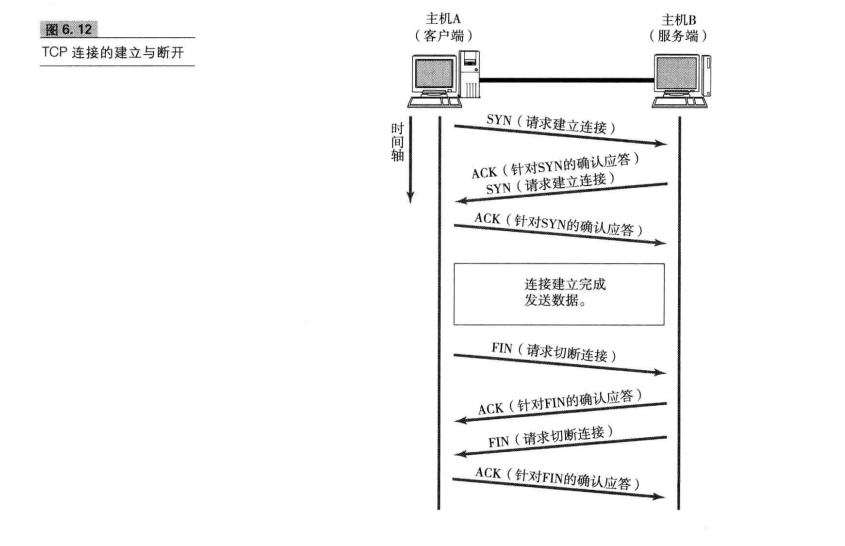 图 6.12
TCP 连接的建立与断开
主机A
（客户端）
主机B
（服务端）
时间轴
SYN（请求建立连接）
ACK（针对SYN的确认应答）
SYN（请求建立连接）
ACK（针对SYN的确认应答）
连接建立完成
发送数据。
FIN（请求切断连接）
ACK（针对FIN的确认应答）
FIN（请求切断连接）
ACK（针对FIN的确认应答）